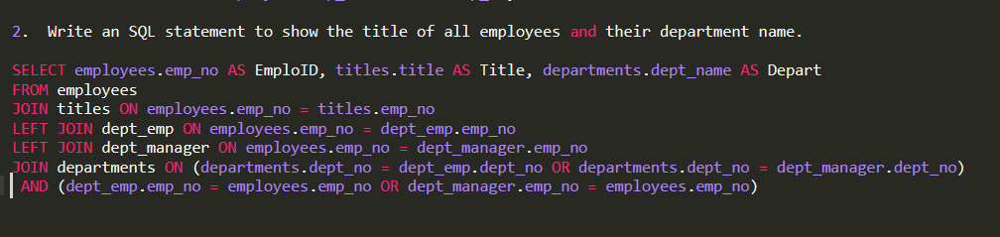 2.  Write an SQL statement to show the title of all employees and their department name.
SELECT employees.emp_no AS EmploID, titles.title AS Title, departments.dept_name AS Depart
FROM employees
JOIN titles ON employees.emp_no = titles.emp_no
LEFT JOIN dept_emp ON employees.emp_no = dept_emp.emp_no
LEFT JOIN dept_manager ON employees.emp_no = dept_manager.emp_no
JOIN departments ON (departments.dept_no = dept_emp.dept_no OR departments.dept_no = dept_manager.dept_no)
AND (dept_emp.emp_no = employees.emp_no OR dept_manager.emp_no = employees.emp_no)